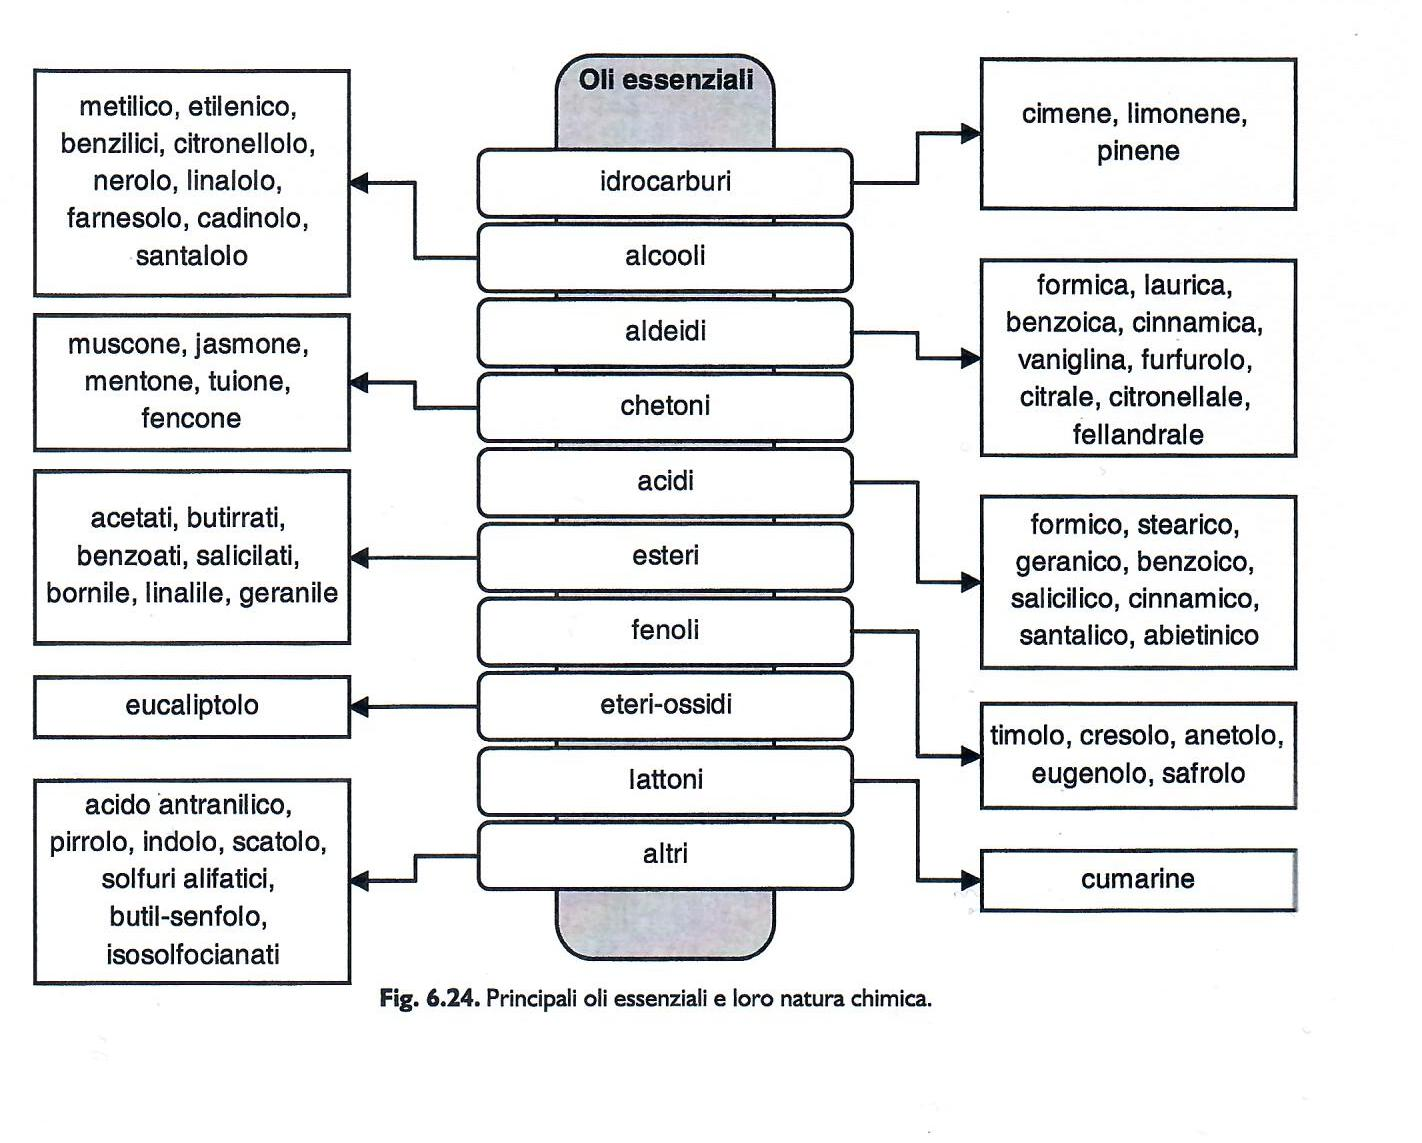 Oli essenziali
idrocarburi
alcooli
aldeidi
chetoni
acidi
esteri
fenoli
eteri-ossidi
lattoni
altri
metilico, etilenico,
benzilici, citronellolo,
nerolo, linalolo,
farnesolo, cadinolo,
santalolo
muscone, jasmone,
mentone, tuione,
fencone
acetati, butirrati,
benzoati, salicilati,
bornile, linalile, geranile
eucaliptolo
acido antranilico,
pirrolo, indolo, scatolo,
solfuri alifatici,
butil-senfolo,
isosolfocianati
cimene, limonene,
pinene
formica, laurica,
benzoica, cinnamica,
vaniglina, furfurolo,
citrale, citronellale,
fellandrale
formico, stearico,
geranico, benzoico,
salicilico, cinnamico,
santalico, abietinico
timolo, cresolo, anetolo,
eugenolo, safrolo
cumarine
Fig. 6.24. Principali oli essenziali e loro natura chimica.